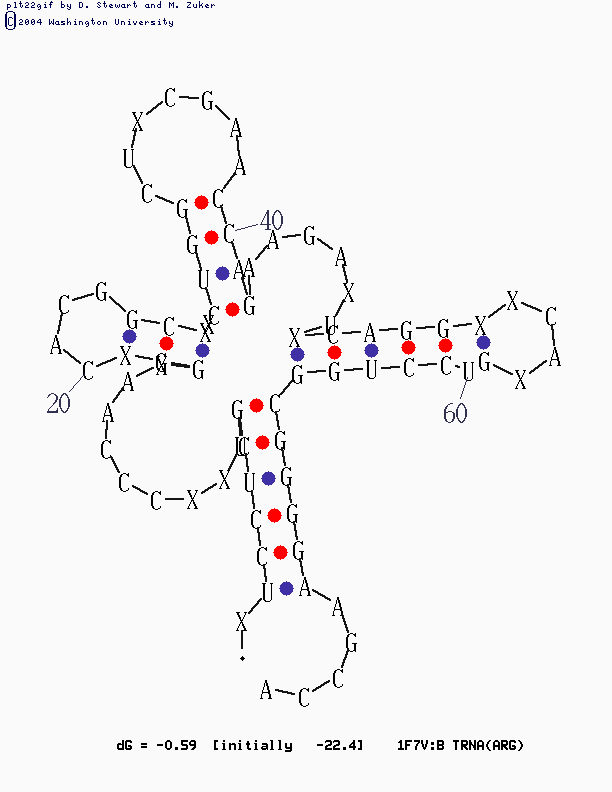 plt22gif by D. Stewart and M. Zuker
© 2004 Washington University
C G
X A
U A
C G C
G C 40
A G A
U A A
C G G X
C G G C X C G
X U C A G G X X C
A C X G
A X G G U C C U G X A
20
60
A G C
C C U G
C U G
C C X X C G
C G
U A
X A
G
C
A C
dG = -0.59 [initially -22.4] 1F7V:B TRNA(ARG)